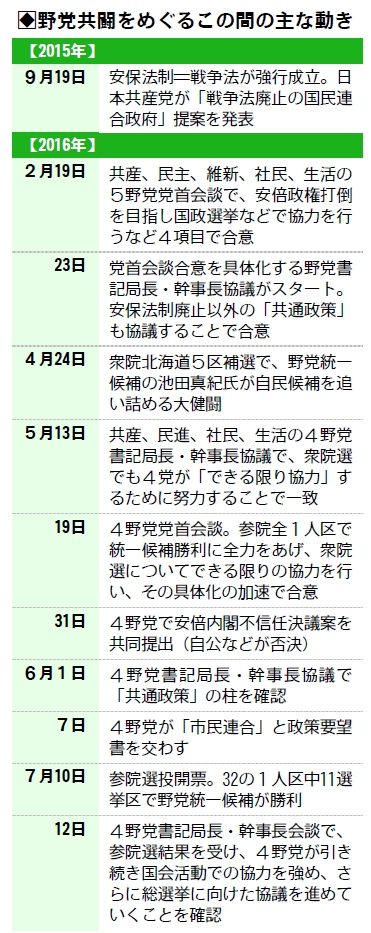 ◆野党共闘をめぐるこの間の主な動き
【2015年】
９月19日
安保法制＝戦争法が強行成立。日
本共産党が「戦争法廃止の国民連
合政府」提案を発表
【2016年】
２月19日
共産、民主、維新、社民、生活の
５野党党首会談で、安倍政権打倒
を目指し国政選挙などで協力を行
うなど４項目で合意
23日
党首会談合意を具体化する野党書
記局長・幹事長協議がスタート。
安保法制廃止以外の「共通政策」
も協議することで合意
４月24日
衆院北海道５区補選で、野党統一
候補の池田真紀氏が自民候補を追
い詰める大健闘
５月13日
共産、民進、社民、生活の４野党
書記局長・幹事長協議で、衆院選
でも４党が「できる限り協力」す
るために努力することで一致
19日
４野党党首会談。参院全１人区で
統一候補勝利に全力をあげ、衆院
選についてできる限りの協力を行
い、その具体化の加速で合意
31日
４野党で安倍内閣不信任決議案を
共同提出（自公などが否決）
６月１日
４野党書記局長・幹事長協議で
「共通政策」の柱を確認
７日
４野党が「市民連合」と政策要望
書を交わす
７月10日
参院選投開票。32の１人区中11選
挙区で野党統一候補が勝利
12日
４野党書記局長・幹事長会談で、
参院選結果を受け、４野党が引き
続き国会活動での協力を強め、さ
らに総選挙に向けた協議を進めて
いくことを確認